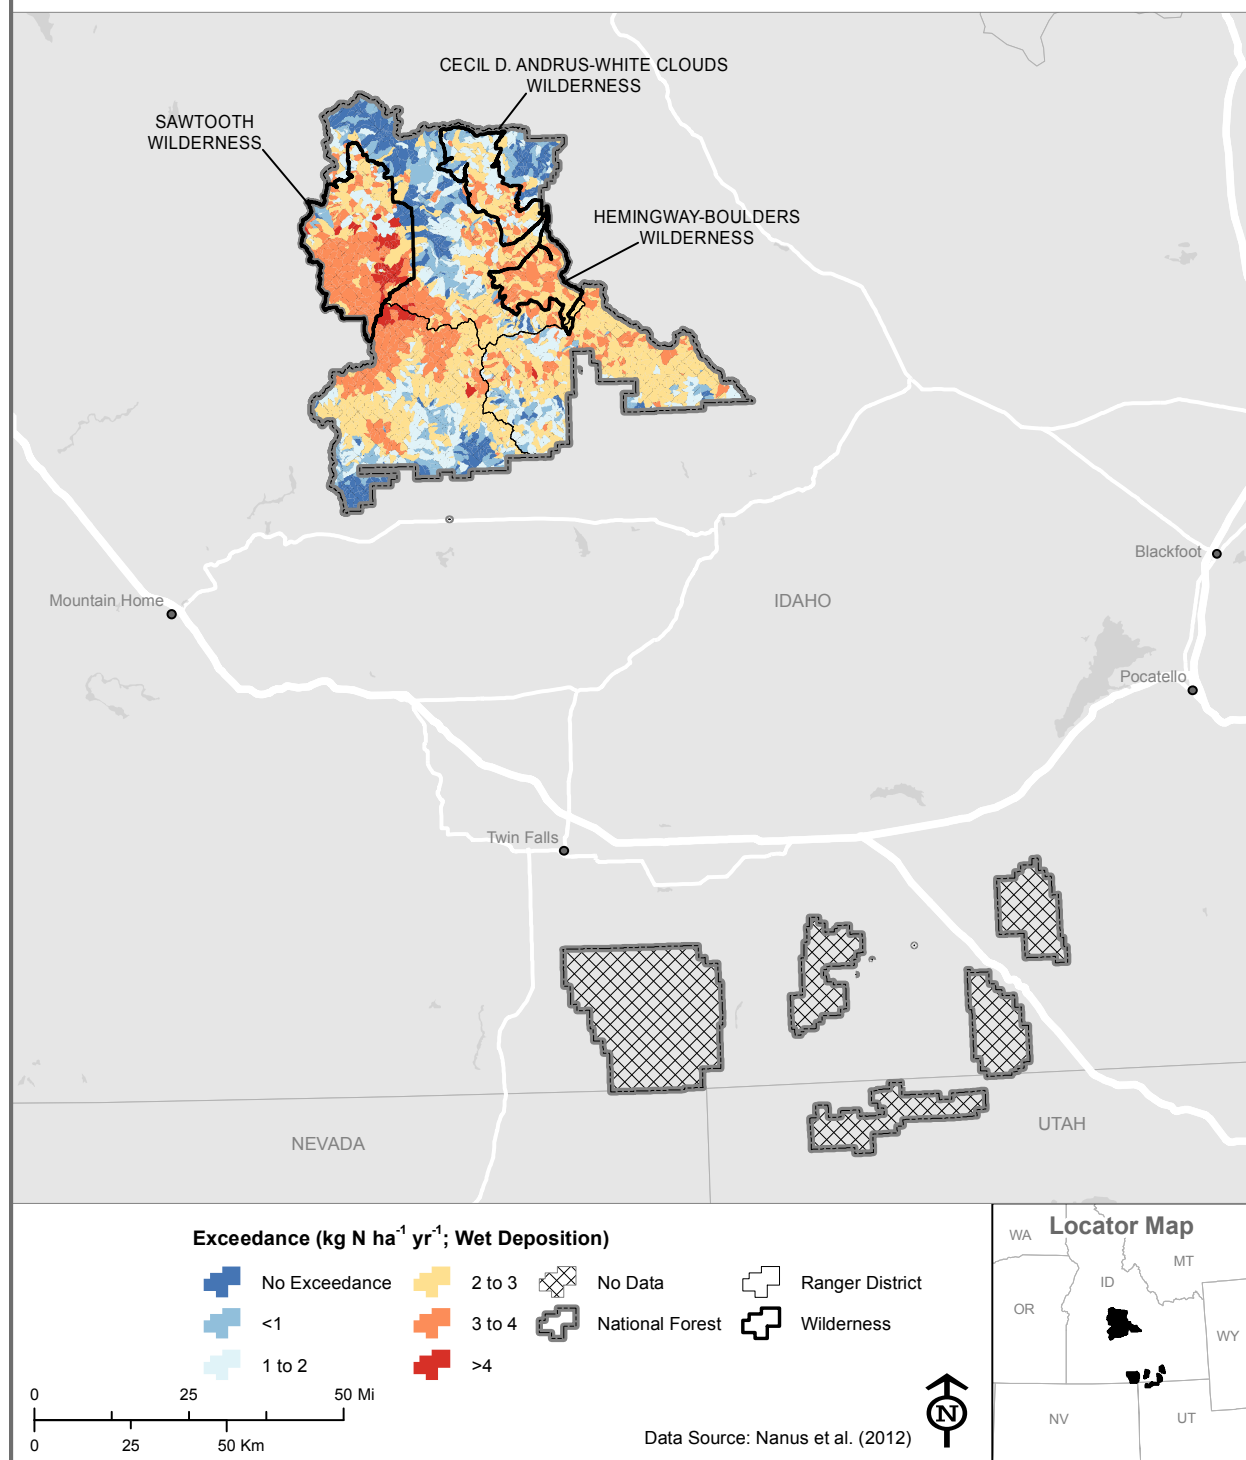 CECIL D. ANDRUS-WHITE CLOUDS
WILDERNESS
SAWTOOTH
WILDERNESS
HEMINGWAY-BOULDERS
WILDERNESS
Blackfoot
Mountain Home
IDAHO
Pocatello
Twin Falls
UTAH
NEVADA
Exceedance (kg N ha⁻¹ yr⁻¹; Wet Deposition)
No Exceedance
<1
1 to 2
2 to 3
3 to 4
>4
No Data
National Forest
Ranger District
Wilderness
0 25 50 Mi
0 25 50 Km
Data Source: Nanus et al. (2012)
N
Locator Map
WA
MT
ID
OR
WY
NV
UT